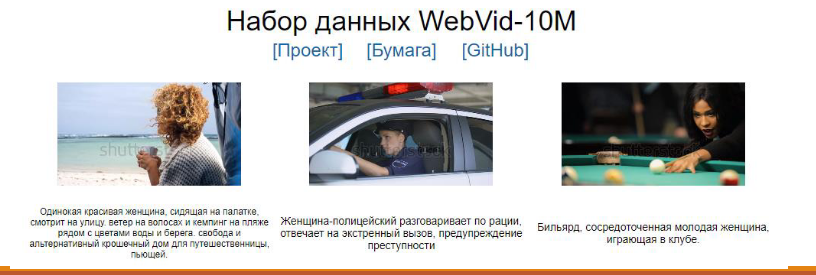 Набор данных WebVid-10M
[Проект] [Бумага] [GitHub]
shutterstock
shutterstock
shutterstock
Одинокая красивая женщина, сидящая на палатке,
смотрит на улицу. ветер на волосах и кемпинг на пляже
рядом с цветами воды и берега. свобода и
альтернативный крошечный дом для путешественницы,
пьющей.
Женщина-полицейский разговаривает по рации,
отвечает на экстренный вызов, предупреждение
преступности
Бильярд, сосредоточенная молодая женщина,
играющая в клубе.